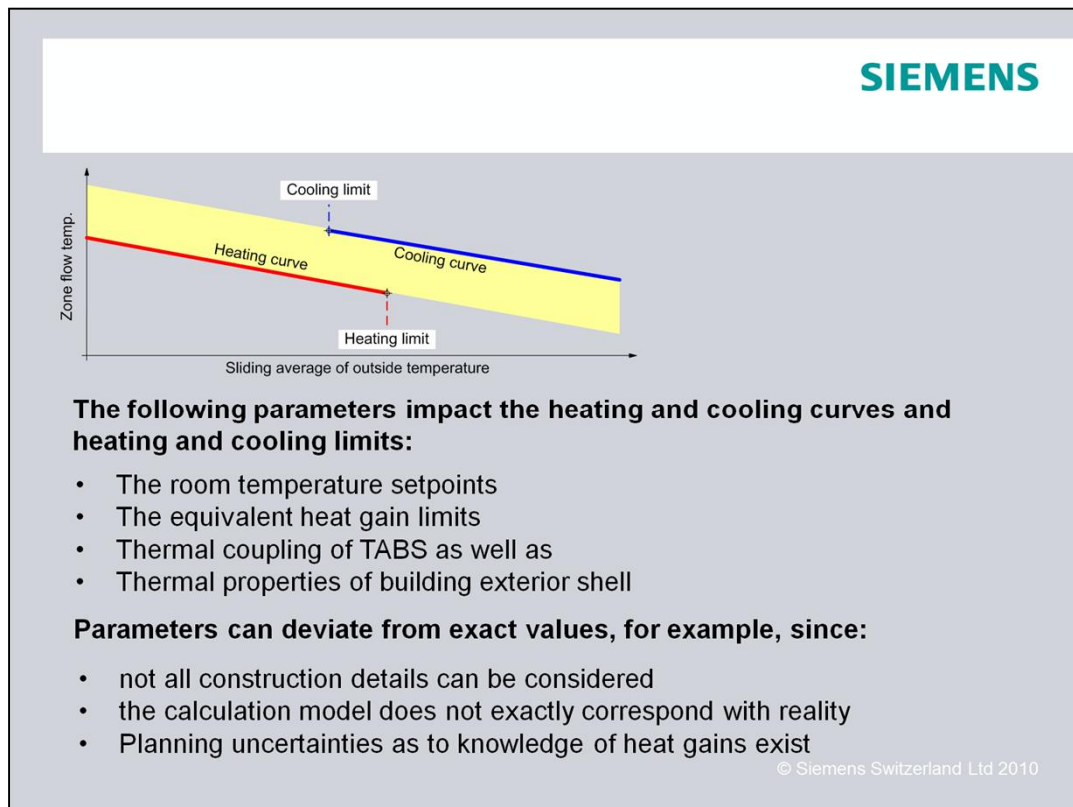 SIEMENS
Cooling limit
Zone flow temp.
Heating curve
Cooling curve
Heating limit
Sliding average of outside temperature
The following parameters impact the heating and cooling curves and
heating and cooling limits:
• The room temperature setpoints
• The equivalent heat gain limits
• Thermal coupling of TABS as well as
• Thermal properties of building exterior shell
Parameters can deviate from exact values, for example, since:
• not all construction details can be considered
• the calculation model does not exactly correspond with reality
• Planning uncertainties as to knowledge of heat gains exist
© Siemens Switzerland Ltd 2010